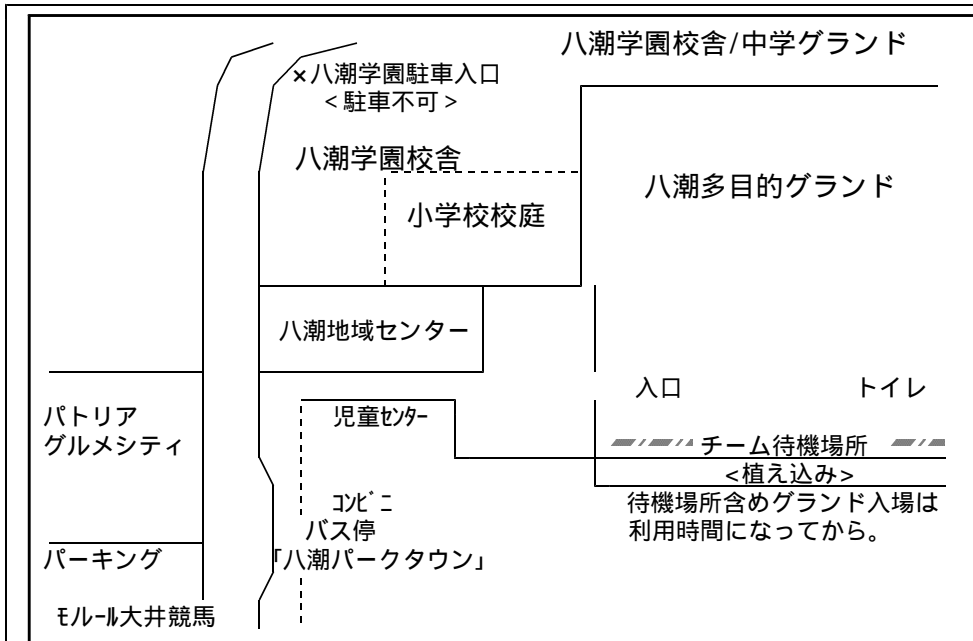 八潮学園校舎/中学グランド
×八潮学園駐車入口
<駐車不可>
八潮学園校舎
八潮多目的グランド
小学校校庭
八潮地域センター
入口
トイレ
パトリア
グルメシティ
児童ｾﾝﾀｰ
チーム待機場所
<植え込み>
ｺﾝﾋﾞﾆ
待機場所含めグランド入場は
利用時間になってから。
バス停
「八潮パークタウン」
パーキング
ﾓﾉﾚｰﾙ大井競馬